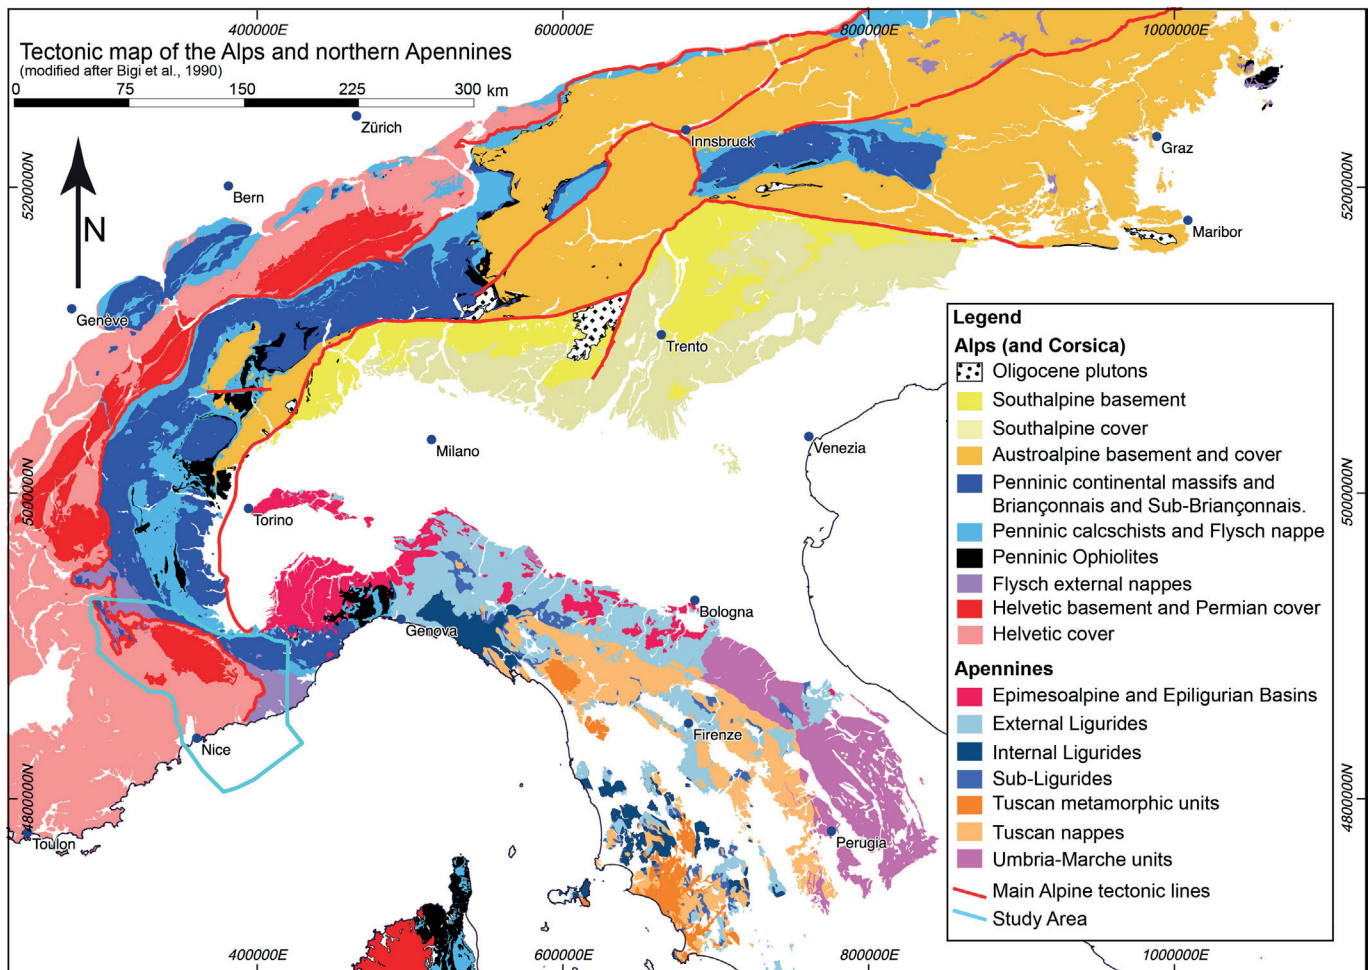 400000E
600000E
800000E
1000000E
Tectonic map of the Alps and northern Apennines
(modified after Bigi et al., 1990)
0
75
150
225
300 km
Zürich
Innsbruck
Graz
5200000N
Bern
N
5200000N
Maribor
Genève
Trento
Milano
Venezia
5000000N
Torino
5000000N
Genova
Bologna
Nice
Firenze
4800000N
Toulon
Perugia
4800000N
Legend
Alps (and Corsica)
Oligocene plutons
Southalpine basement
Southalpine cover
Austroalpine basement and cover
Penninic continental massifs and
Briançonnais and Sub-Briançonnais.
Penninic calcschists and Flysch nappe
Penninic Ophiolites
Flysch external nappes
Helvetic basement and Permian cover
Helvetic cover
Apennines
Epimesoalpine and Epiligurian Basins
External Ligurides
Internal Ligurides
Sub-Ligurides
Tuscan metamorphic units
Tuscan nappes
Umbria-Marche units
Main Alpine tectonic lines
Study Area
400000E
600000E
800000E
1000000E